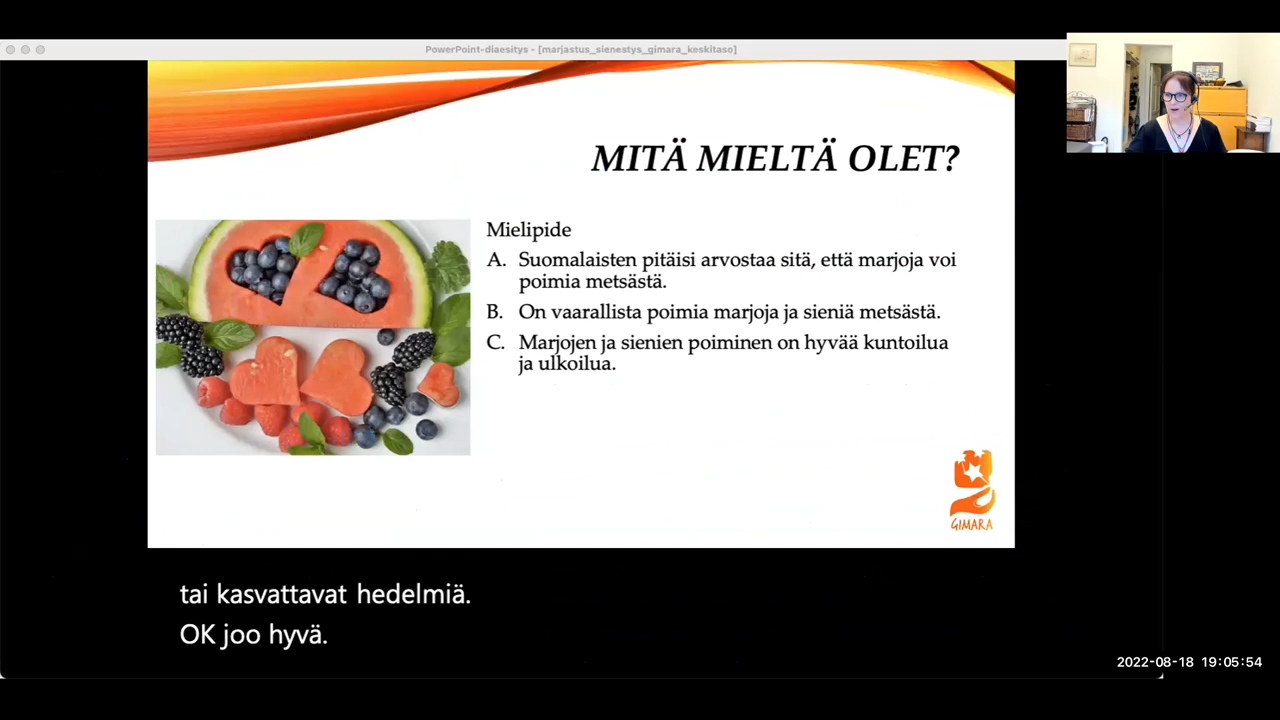 PowerPoint-diaesitys - [marjastus_sienestys_gimara_keskitaso]
MITÄ MIELTÄ OLET?
Mielipide
A. Suomalaisten pitäisi arvostaa sitä, että marjoja voi
poimia metsästä.
B. On vaarallista poimia marjoja ja sieniä metsästä.
C. Marjojen ja sienien poiminen on hyvää kuntoilua
ja ulkoilua.
GIMARA
tai kasvattavat hedelmiä.
OK joo hyvä.
2022-08-18 19:05:54